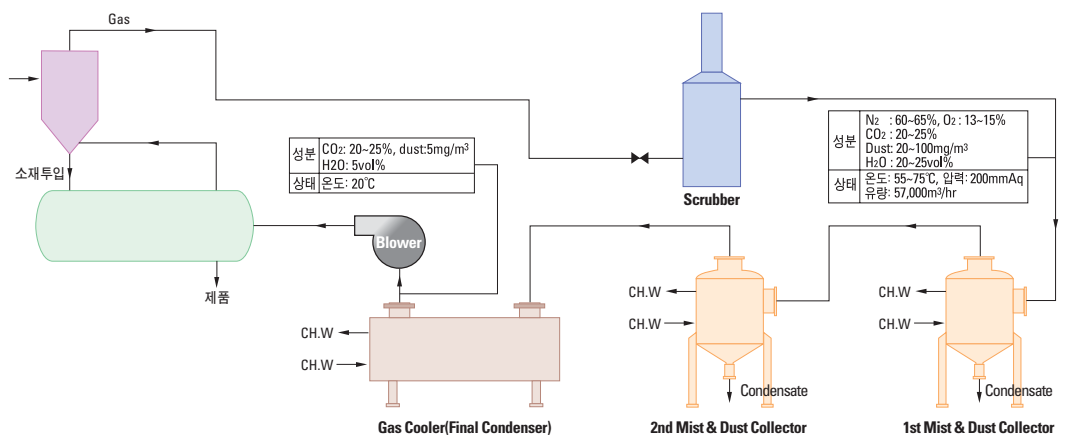 Gas
소재투입
제품
성분
CO₂: 20~25%, dust:5mg/m³
H2O: 5vol%
상태
온도: 20℃
Blower
Scrubber
성분
N₂ : 60~65%, O₂ : 13~15%
CO₂ : 20~25%
Dust: 20~100mg/m³
H₂O : 20~25vol%
상태
온도: 55~75℃, 압력: 200mmAq
유량: 57,000m³/hr
CH.W
CH.W
Gas Cooler(Final Condenser)
CH.W
CH.W
Condensate
2nd Mist & Dust Collector
CH.W
CH.W
Condensate
1st Mist & Dust Collector